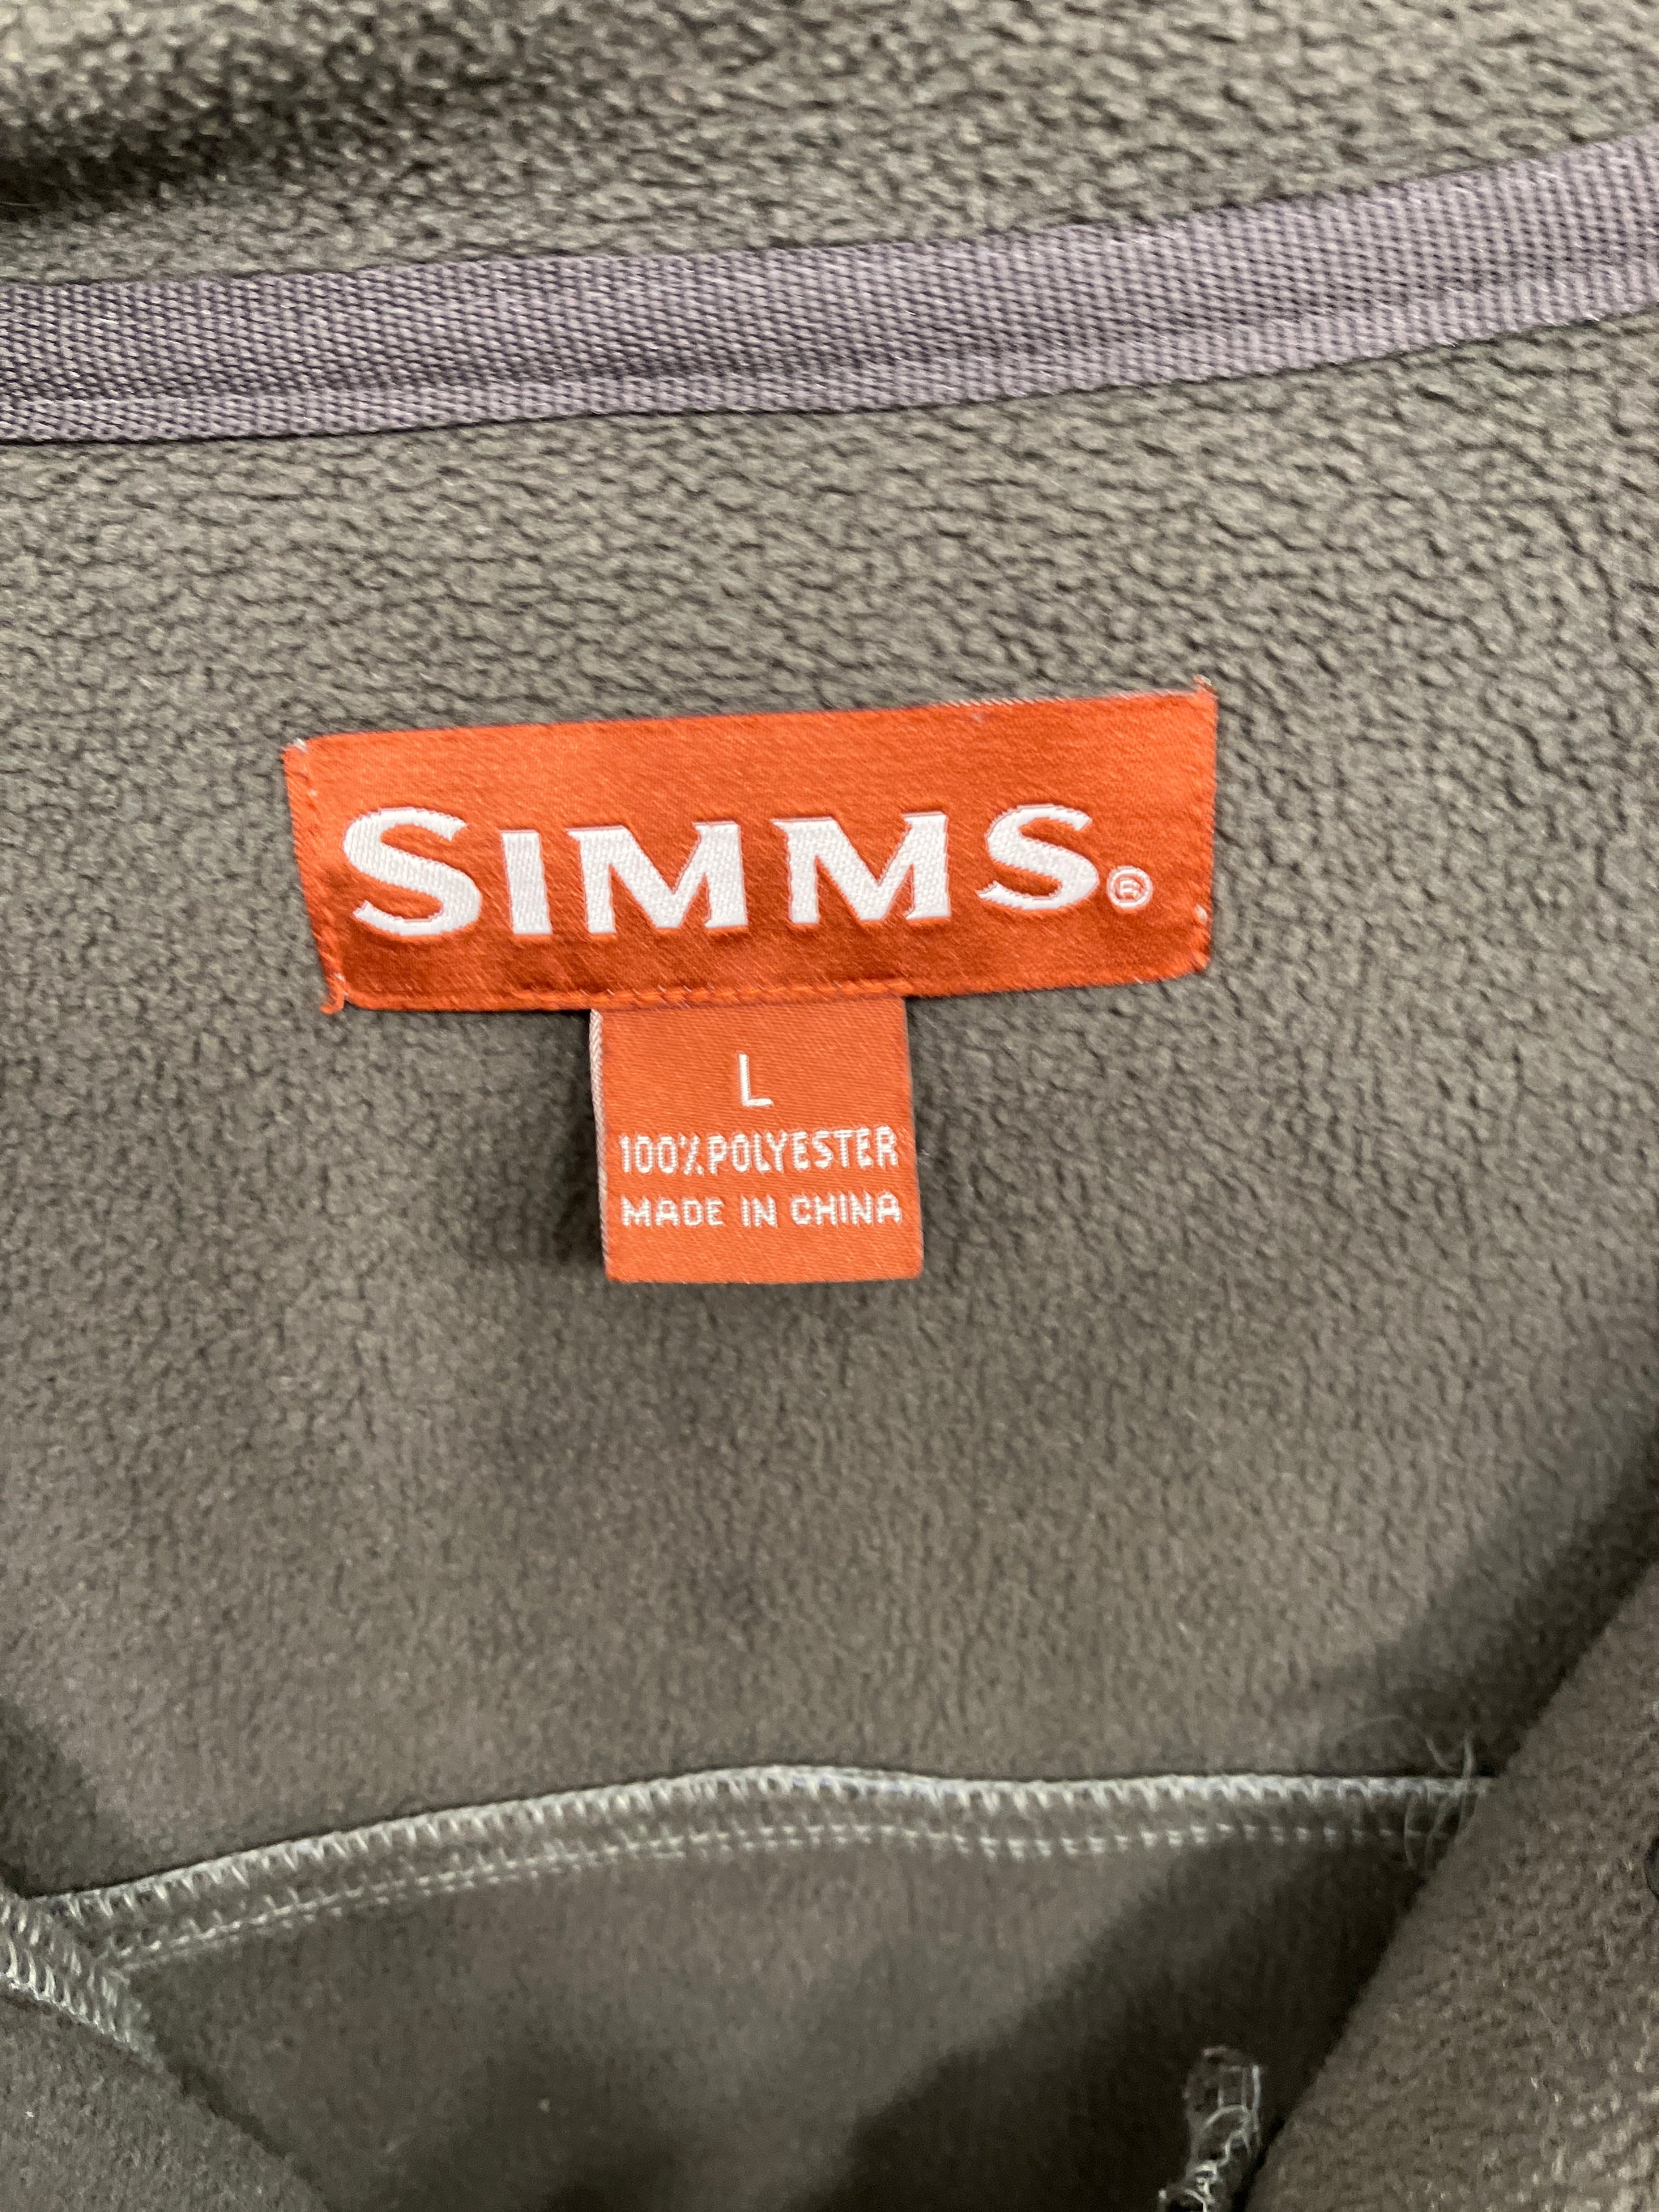 SIMMS®
L
100% POLYESTER
MADE IN CHINA